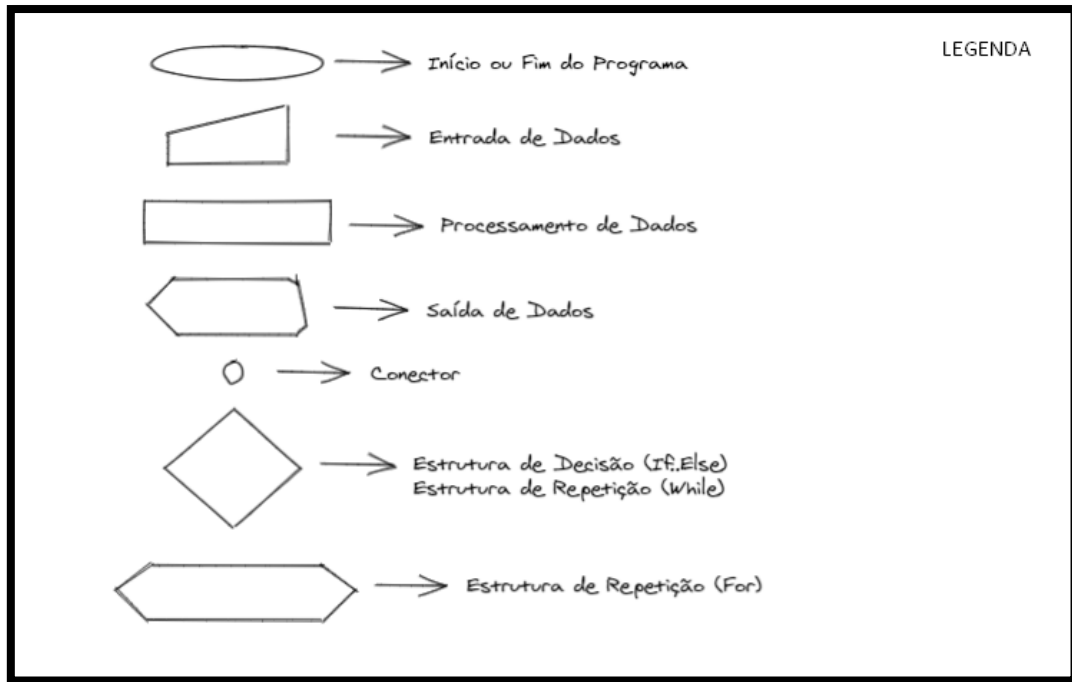 LEGENDA
Início ou Fim do Programa
Entrada de Dados
Processamento de Dados
Saída de Dados
Conector
Estrutura de Decisão (If..Else)
Estrutura de Repetição (While)
Estrutura de Repetição (For)